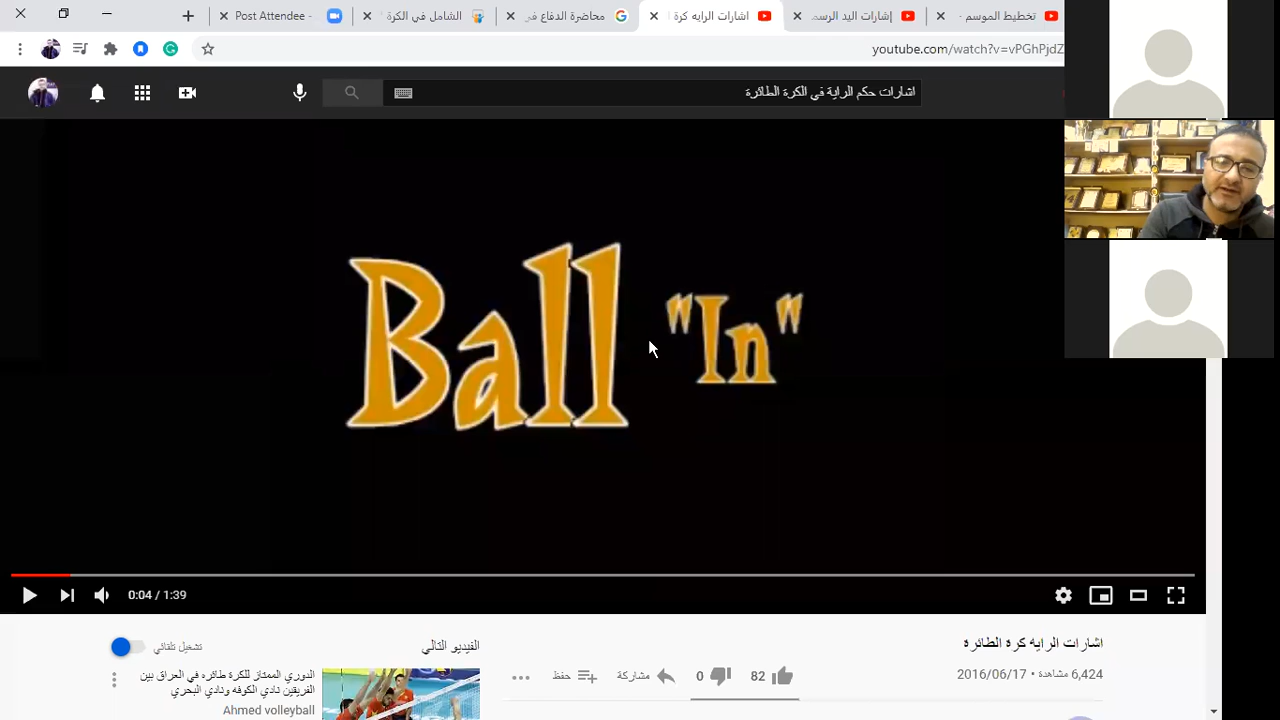 Post Attendee -
الشامل في الكرة
محاضرة الدفاع في
اشارات الرايه كرة ا
إشارات اليد الرسم
تخطيط الموسم -
youtube.com/watch?v=vPGhPjdZ
اشارات حكم الراية في الكرة الطائرة
Ball "In"
0:04 / 1:39
اشارات الرايه كرة الطائرة
6,424 مشاهدة • 2016/06/17
82
0
مشاركة
حفظ
الفيديو التالي
تشغيل تلقائي
الدوري الممتاز للكرة طائره في العراق بين
الفريقين نادي الكوفه ونادي البحري
Ahmed volleyball